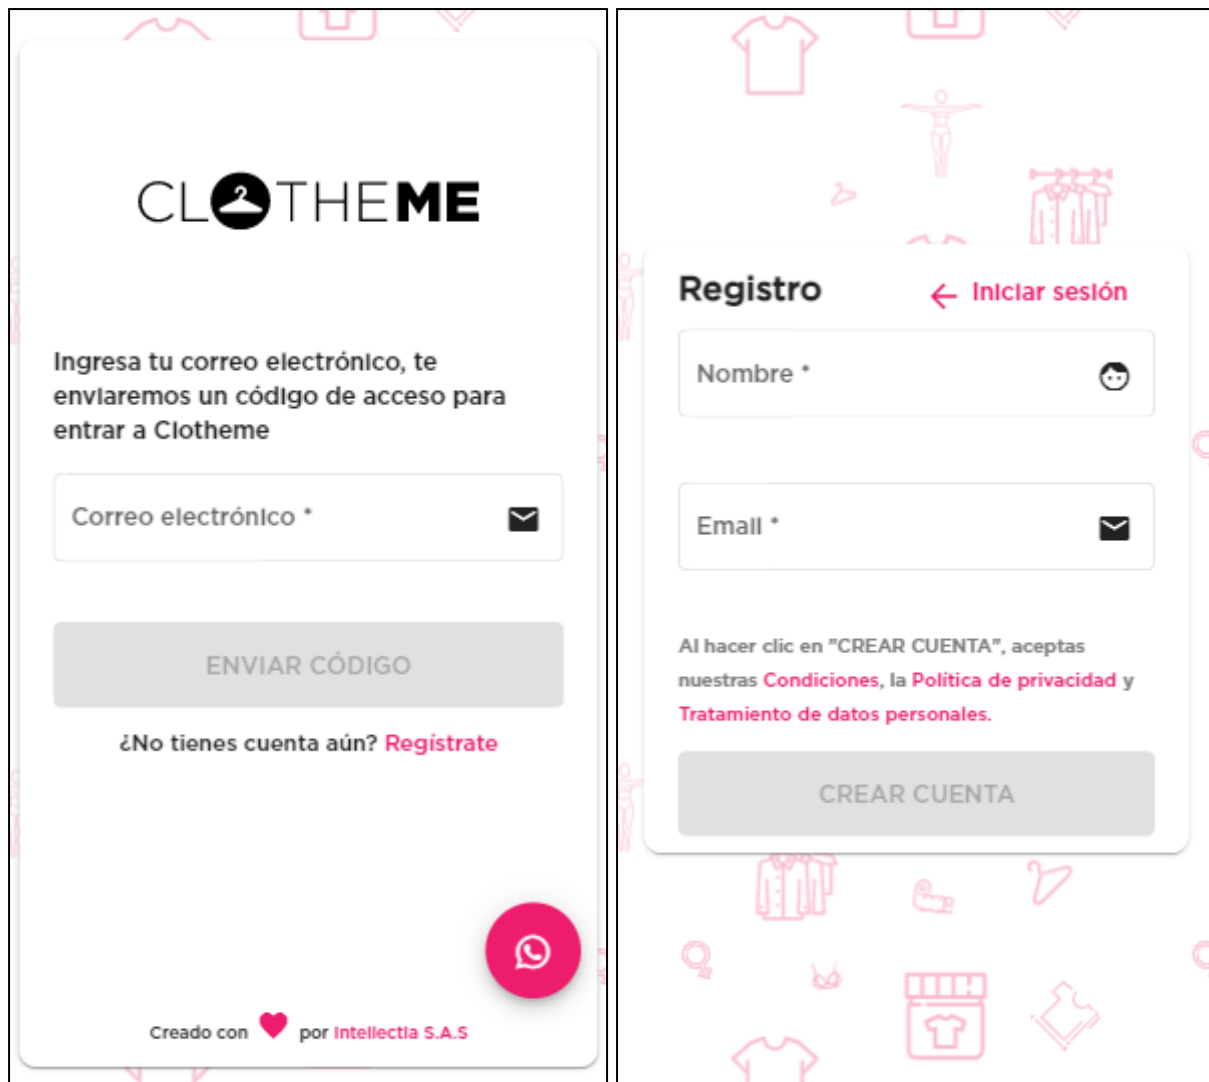 CLOTHEME
Ingresa tu correo electrónico, te
enviaremos un código de acceso para
entrar a Clotheme
Correo electrónico *
ENVIAR CÓDIGO
¿No tienes cuenta aún? Regístrate
Creado con por Intellectia S.A.S
Registro
Iniciar sesión
Nombre *
Email *
Al hacer clic en "CREAR CUENTA", aceptas
nuestras Condiciones, la Política de privacidad y
Tratamiento de datos personales.
CREAR CUENTA